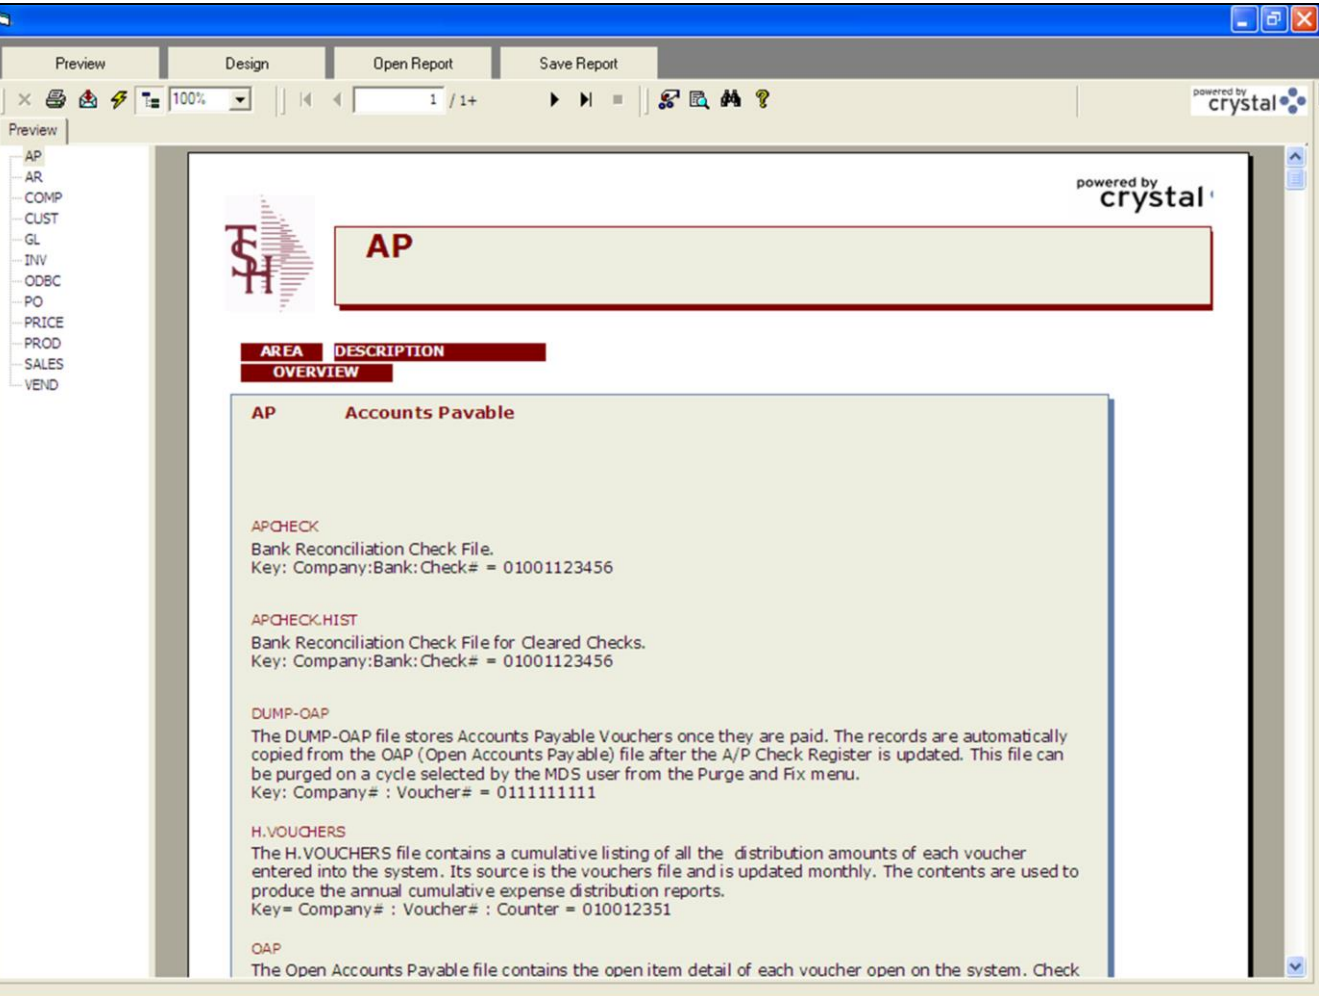 Preview
Design
Open Report
Save Report
100%
1 / 1+
powered by
crystal
Preview
AP
AR
COMP
CUST
GL
INV
ODBC
PO
PRICE
PROD
SALES
VEND
powered by
crystal
TSH
AP
AREA DESCRIPTION
OVERVIEW
AP Accounts Payable
APCHECK
Bank Reconciliation Check File.
Key: Company:Bank:Check# = 01001123456
APCHECK.HIST
Bank Reconciliation Check File for Cleared Checks.
Key: Company:Bank:Check# = 01001123456
DUMP-OAP
The DUMP-OAP file stores Accounts Payable Vouchers once they are paid. The records are automatically
copied from the OAP (Open Accounts Payable) file after the A/P Check Register is updated. This file can
be purged on a cycle selected by the MDS user from the Purge and Fix menu.
Key: Company# : Voucher# = 0111111111
H.VOUCHERS
The H.VOUCHERS file contains a cumulative listing of all the distribution amounts of each voucher
entered into the system. Its source is the vouchers file and is updated monthly. The contents are used to
produce the annual cumulative expense distribution reports.
Key= Company# : Voucher# : Counter = 010012351
OAP
The Open Accounts Payable file contains the open item detail of each voucher open on the system. Check